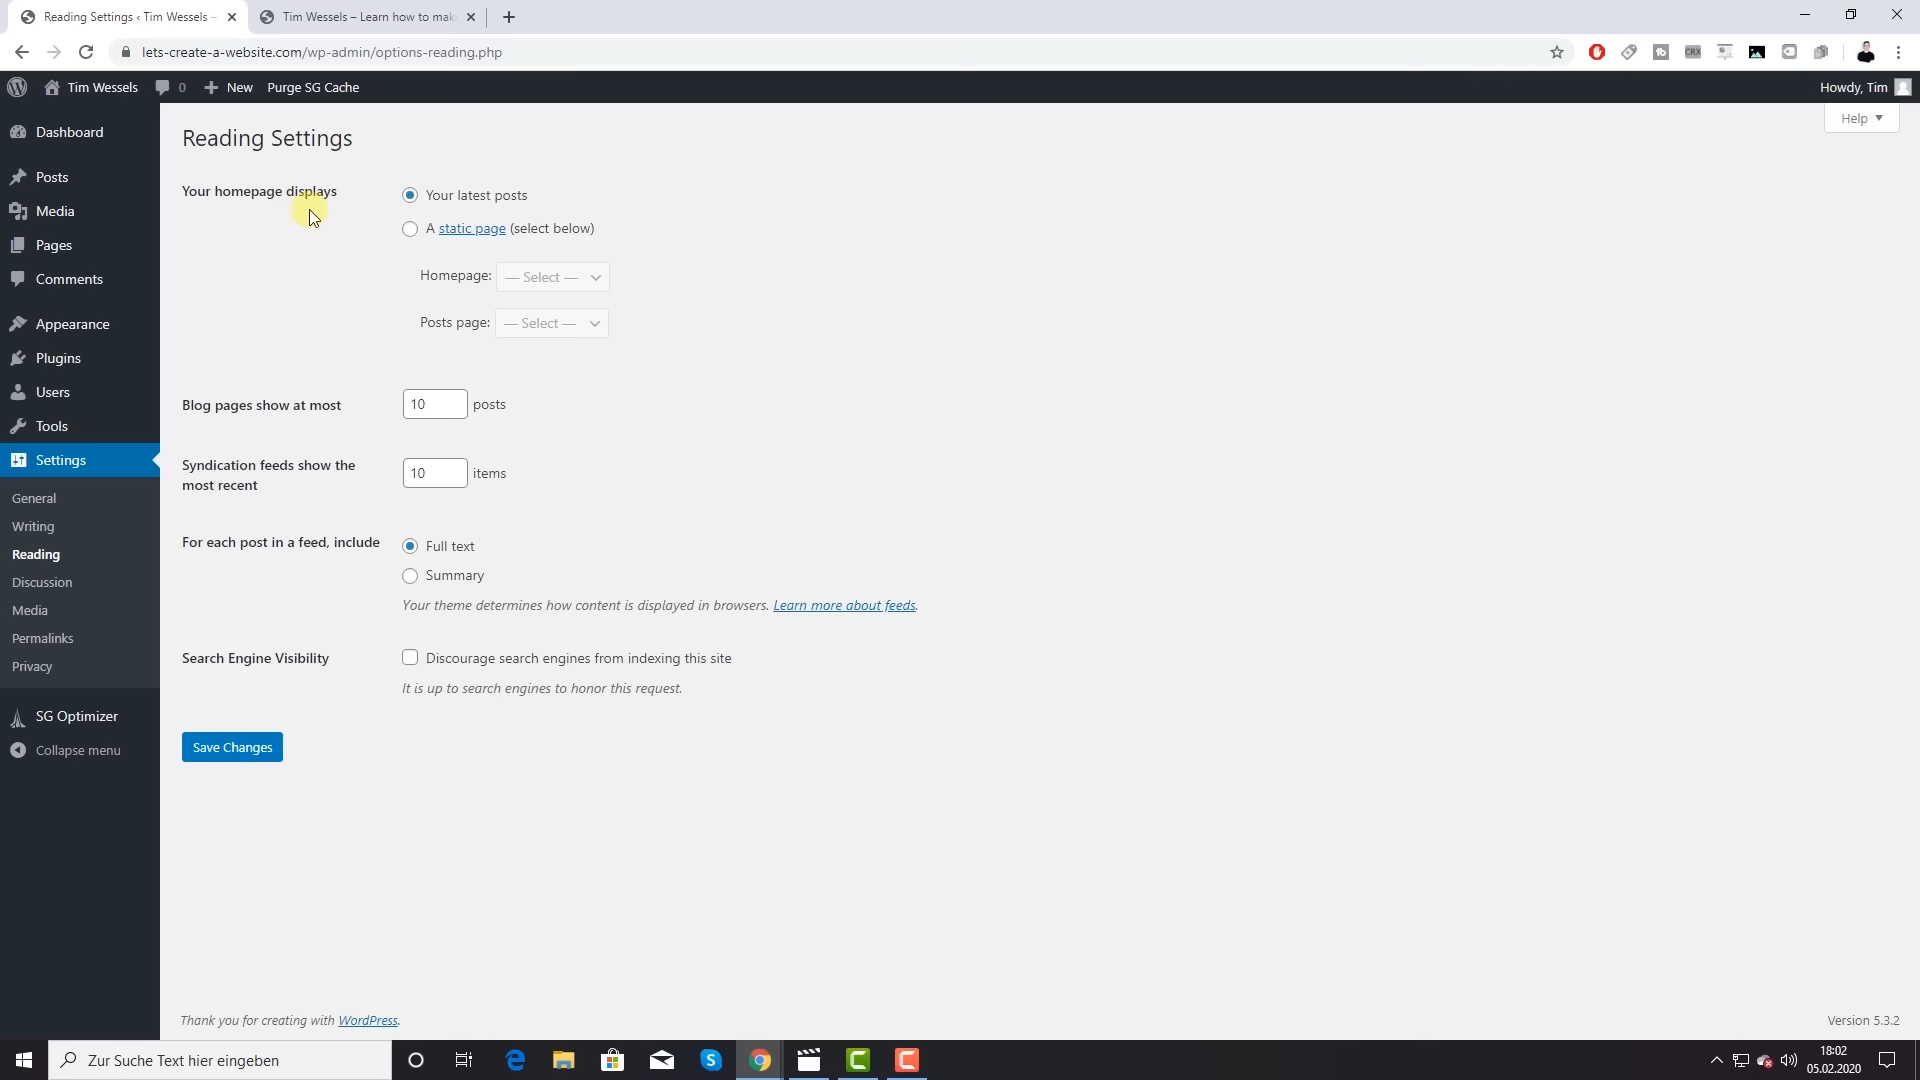 Reading Settings ‹ Tim Wessels –
Tim Wessels – Learn how to mak
lets-create-a-website.com/wp-admin/options-reading.php
CRX
Tim Wessels
0
New
Purge SG Cache
Howdy, Tim
Help
Dashboard
Posts
Media
Pages
Comments
Appearance
Plugins
Users
Tools
Settings
General
Writing
Reading
Discussion
Media
Permalinks
Privacy
SG Optimizer
Collapse menu
Reading Settings
Your homepage displays
Your latest posts
A static page (select below)
Homepage: — Select —
Posts page: — Select —
Blog pages show at most
10 posts
Syndication feeds show the
most recent
10 items
For each post in a feed, include
Full text
Summary
Your theme determines how content is displayed in browsers. Learn more about feeds.
Search Engine Visibility
Discourage search engines from indexing this site
It is up to search engines to honor this request.
Save Changes
Thank you for creating with WordPress.
Version 5.3.2
Zur Suche Text hier eingeben
18:02
05.02.2020